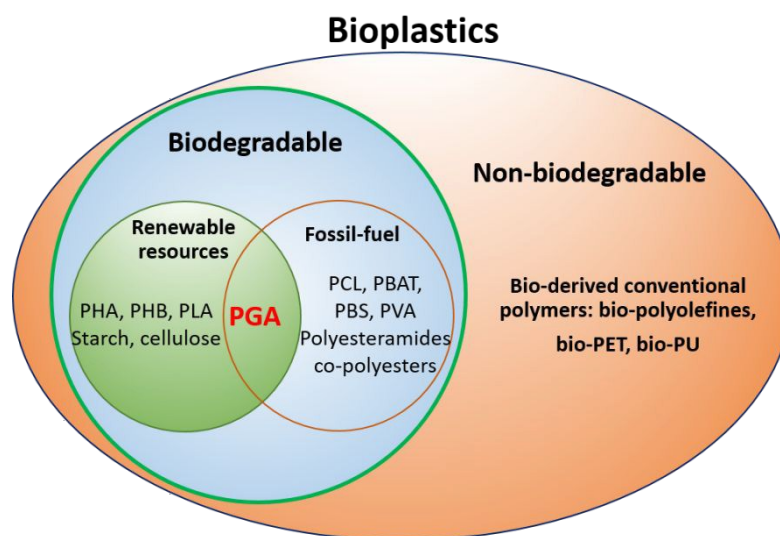 Bioplastics
Biodegradable
Non-biodegradable
Renewable
resources
Fossil-fuel
PHA, PHB, PLA
Starch, cellulose
PGA
PCL, PBAT,
PBS, PVA
Polyesteramides
co-polyesters
Bio-derived conventional
polymers: bio-polyolefines,
bio-PET, bio-PU